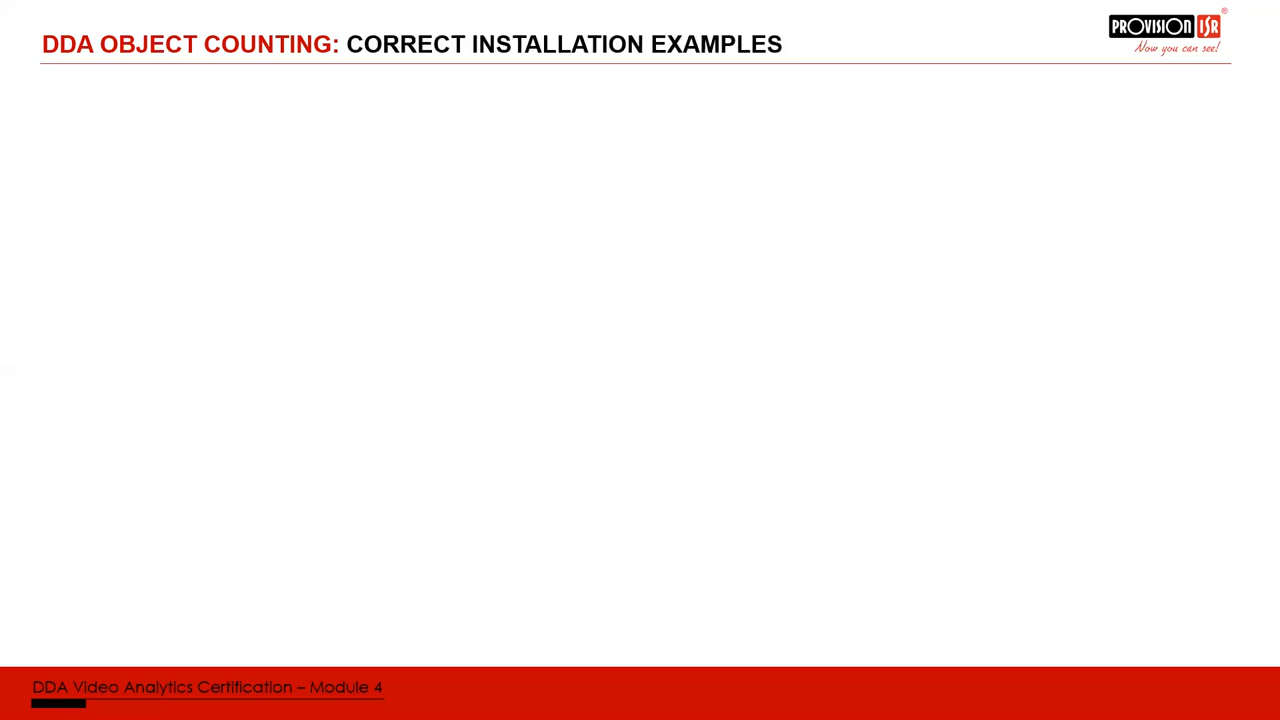 DDA OBJECT COUNTING: CORRECT INSTALLATION EXAMPLES
PROVISION ISR®
Now you can see!
DDA Video Analytics Certification – Module 4